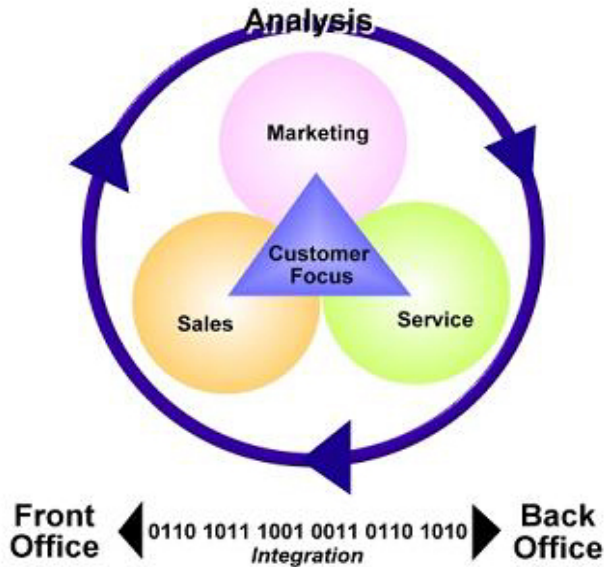 Analysis
Marketing
Customer
Focus
Sales
Service
Front
Office
0110 1011 1001 0011 0110 1010
Integration
Back
Office